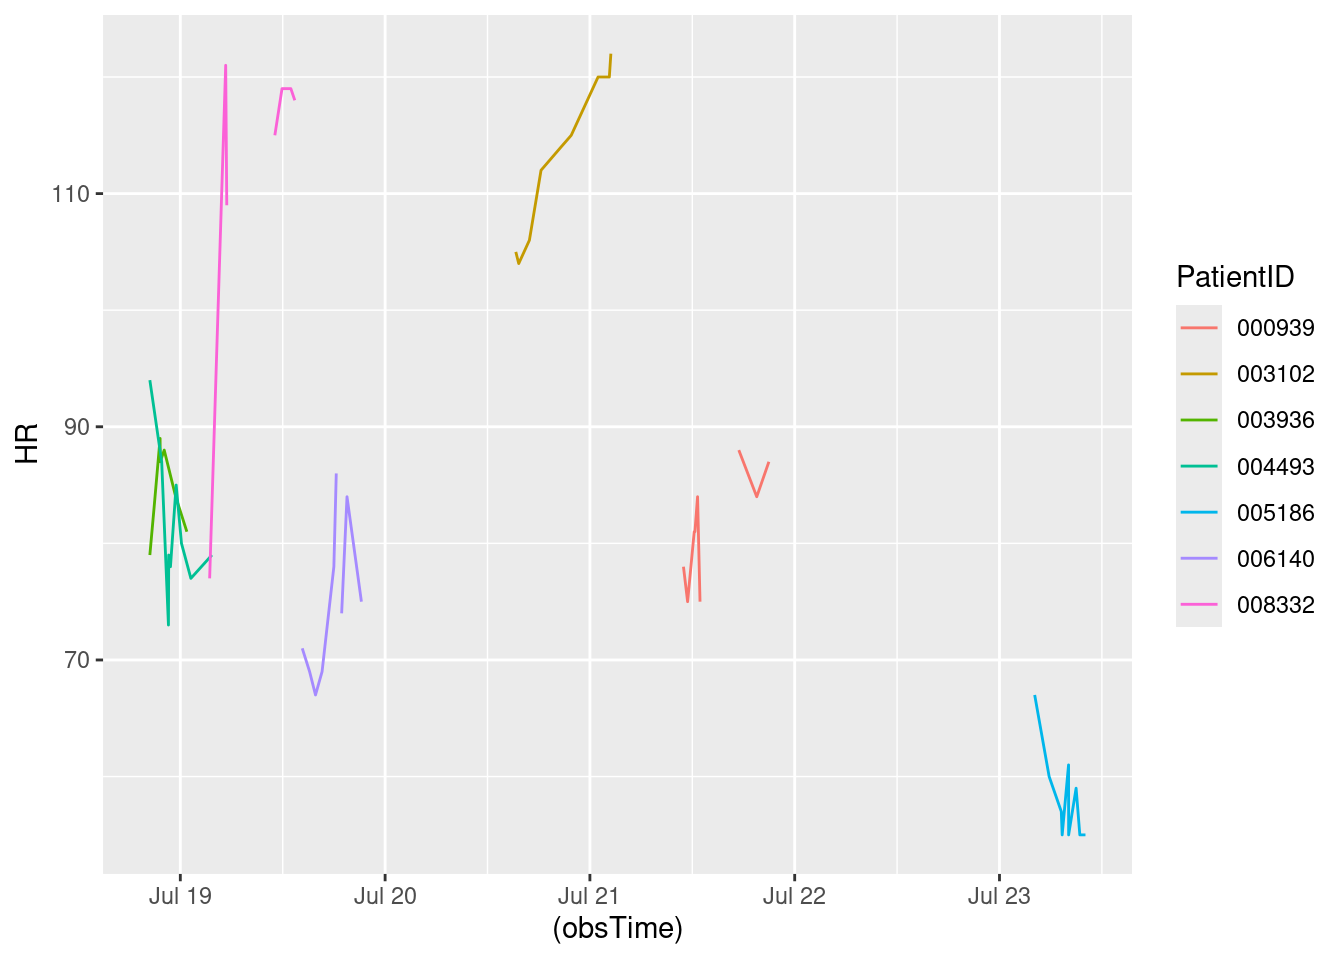 110
90
70
HR
Jul 19
Jul 20
Jul 21
Jul 22
Jul 23
(obsTime)
PatientID
000939
003102
003936
004493
005186
006140
008332